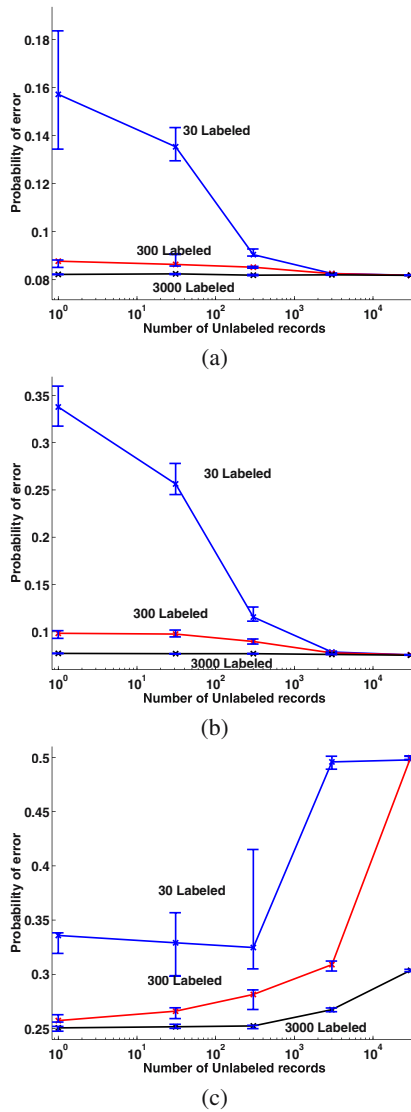 0.18
0.16
0.14
0.12
0.1
0.08
Probability of error
30 Labeled
300 Labeled
3000 Labeled
10^0
10^1
10^2
10^3
10^4
Number of Unlabeled records
(a)
0.35
0.3
0.25
0.2
0.15
0.1
Probability of error
30 Labeled
300 Labeled
3000 Labeled
10^0
10^1
10^2
10^3
10^4
Number of Unlabeled records
(b)
0.5
0.45
0.4
0.35
0.3
0.25
Probability of error
30 Labeled
300 Labeled
3000 Labeled
10^0
10^1
10^2
10^3
10^4
Number of Unlabeled records
(c)